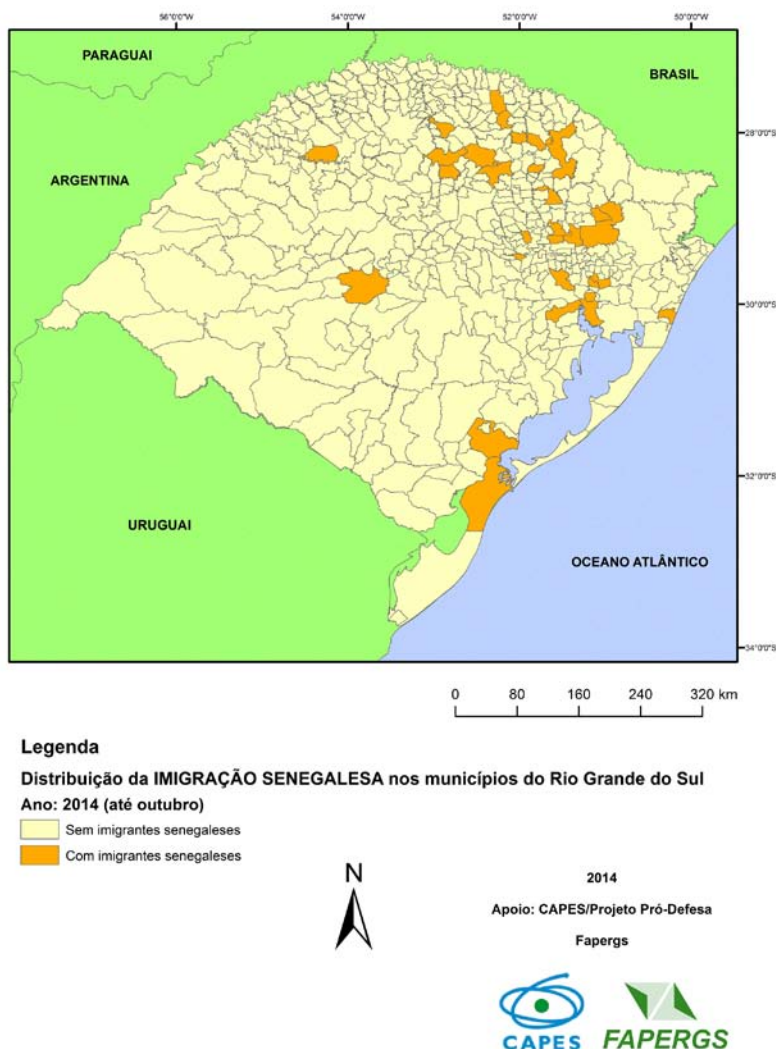 56°0'0"W 54°0'0"W 52°0'0"W 50°0'0"W
PARAGUAI
BRASIL
28°0'0"S
ARGENTINA
30°0'0"S
32°0'0"S
URUGUAI
OCEANO ATLÂNTICO
34°0'0"S
0 80 160 240 320 km
Legenda
Distribuição da IMIGRAÇÃO SENEGALESA nos municípios do Rio Grande do Sul
Ano: 2014 (até outubro)
Sem imigrantes senegaleses
Com imigrantes senegaleses
N
2014
Apoio: CAPES/Projeto Pró-Defesa
Fapergs
CAPES FAPERGS